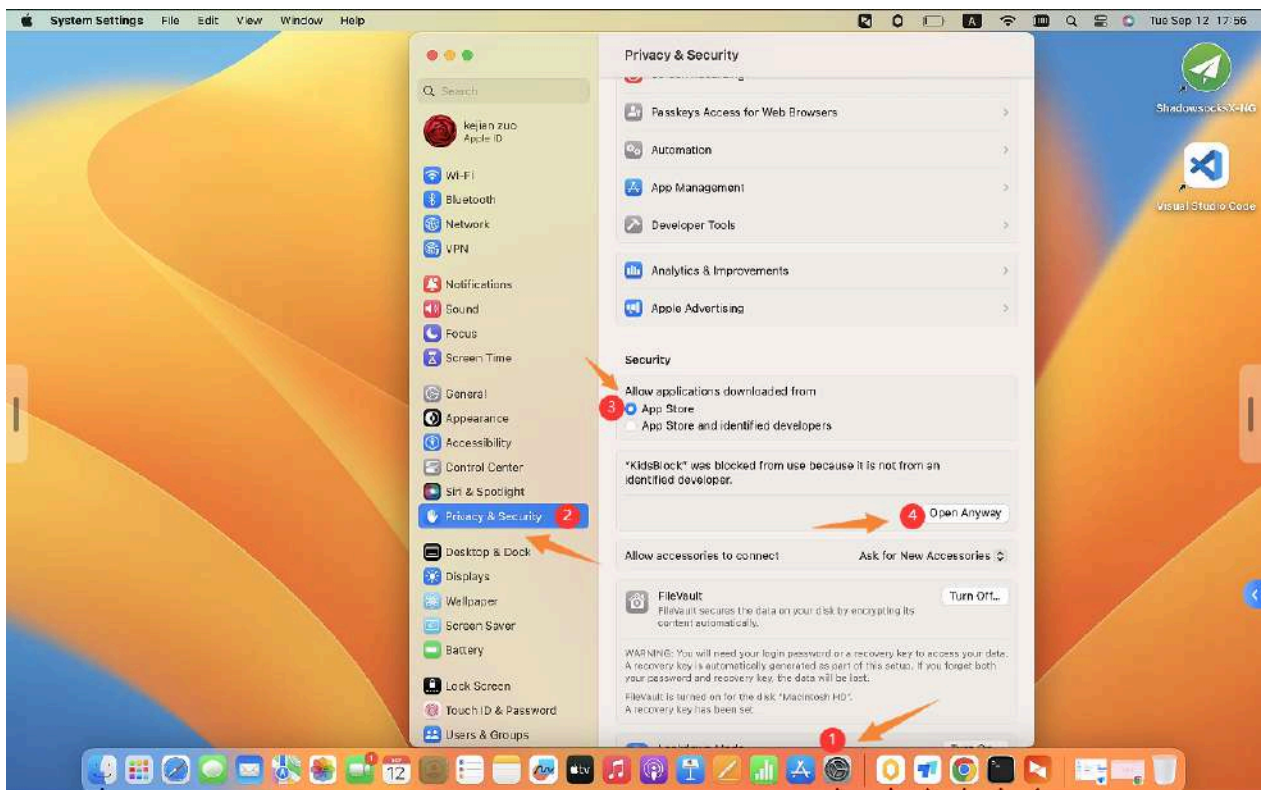 System Settings File Edit View Window Help
Tue Sep 12 17:56
Privacy & Security
Search
kejian zuo
Apple ID
Wi-Fi
Bluetooth
Network
VPN
Notifications
Sound
Focus
Screen Time
General
Appearance
Accessibility
Control Center
Siri & Spotlight
Privacy & Security 2
Desktop & Dock
Displays
Wallpaper
Screen Saver
Battery
Lock Screen
Touch ID & Password
Users & Groups
Passkeys Access for Web Browsers
Automation
App Management
Developer Tools
Analytics & Improvements
Apple Advertising
Security
Allow applications downloaded from
3 App Store
App Store and identified developers
"KidsBlock" was blocked from use because it is not from an
identified developer.
4 Open Anyway
Allow accessories to connect Ask for New Accessories
FileVault Turn Off...
FileVault secures the data on your disk by encrypting its
content automatically.
WARNING: You will need your login password or a recovery key to access your data.
A recovery key is automatically generated as part of this setup. If you forget both
your password and recovery key, the data will be lost.
FileVault is turned on for the disk "Macintosh HD".
A recovery key has been set
1
ShadowsocksX-NG
Visual Studio Code
12
tv